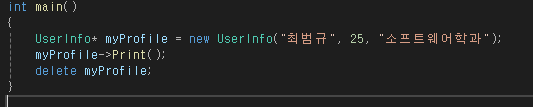 int main()
{
    UserInfo* myProfile = new UserInfo("최범규", 25, "소프트웨어학과");
    myProfile->Print();
    delete myProfile;
}